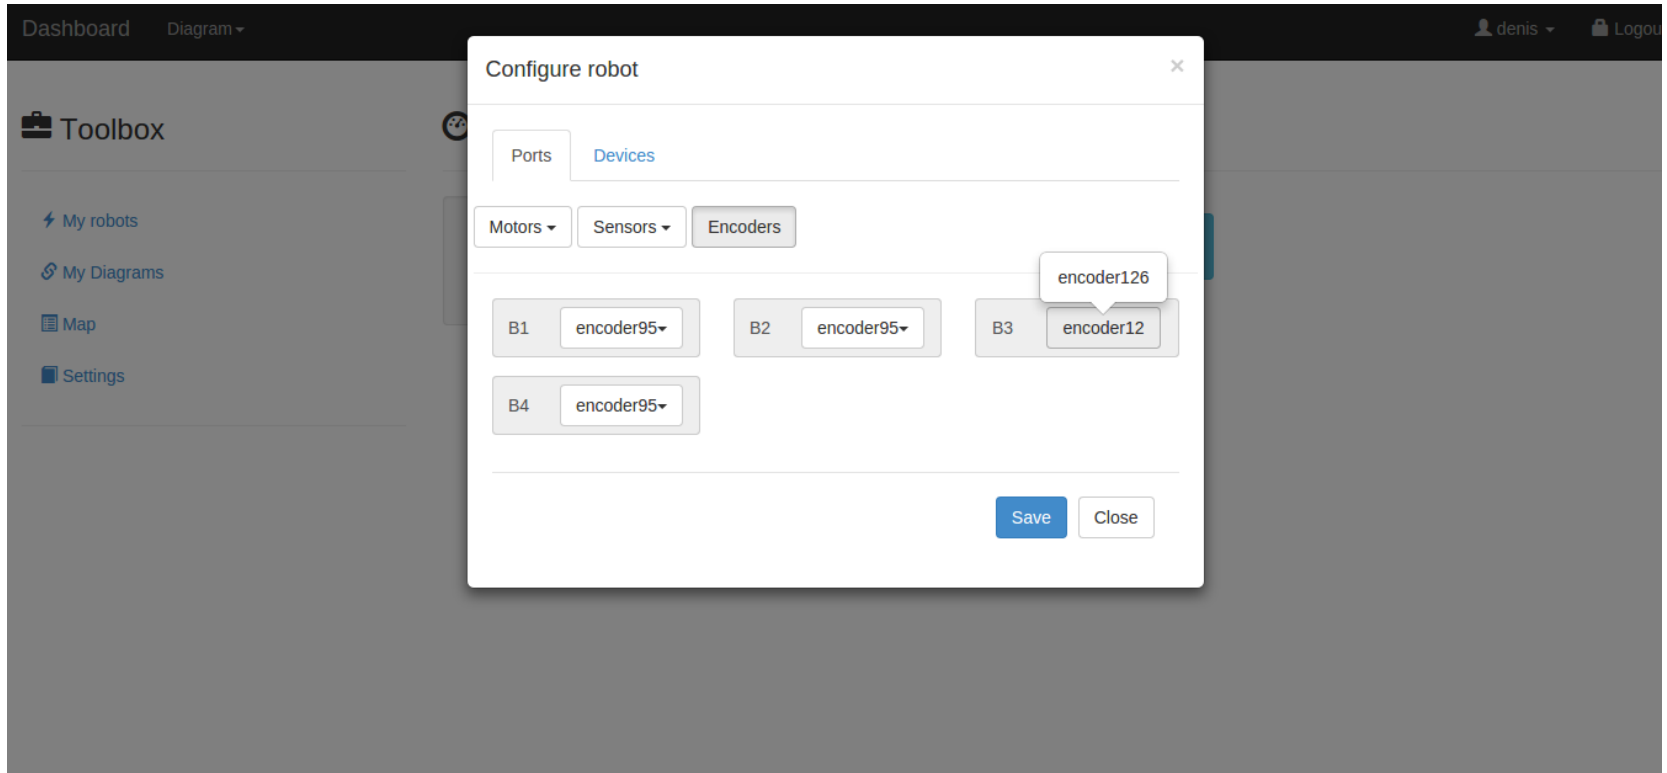 Dashboard Diagram denis Logou
Configure robot ×
Toolbox
Ports Devices
My robots
Motors Sensors Encoders
My Diagrams
encoder126
Map
B1 encoder95 B2 encoder95 B3 encoder12
Settings
B4 encoder95
Save Close